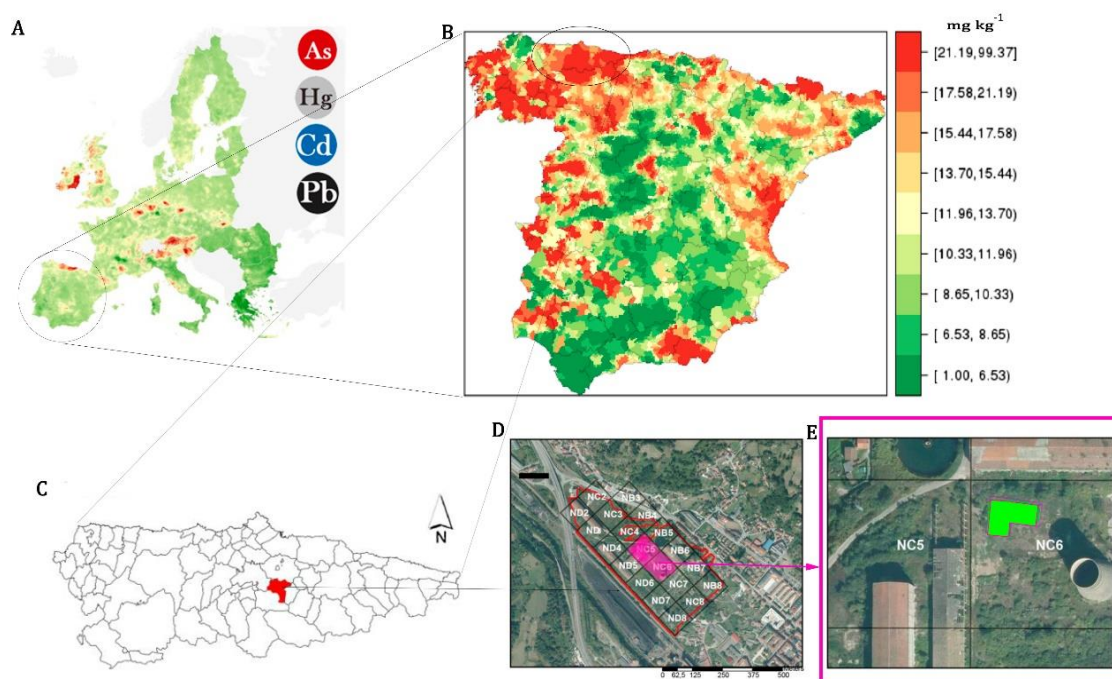 A
As
Hg
Cd
Pb
B
mg kg-1
[21.19,99.37]
[17.58,21.19)
[15.44,17.58)
[13.70,15.44)
[11.96,13.70)
[10.33,11.96)
[ 8.65,10.33)
[ 6.53, 8.65)
[ 1.00, 6.53)
C
N
D
NC2
NB3
ND2
NC3
NB4
ND3
NC4
NB5
ND4
NC5
NB6
ND5
NC6
NB7
ND6
NC7
NB8
ND7
NC8
ND8
0 62,5 125 250 375 500
E
NC5
NC6